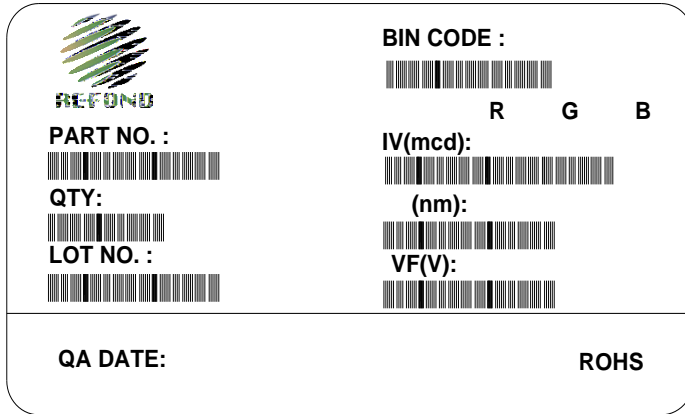 REFOND
BIN CODE :
R G B
PART NO. :
IV(mcd):
QTY:
(nm):
LOT NO. :
VF(V):
QA DATE:
ROHS